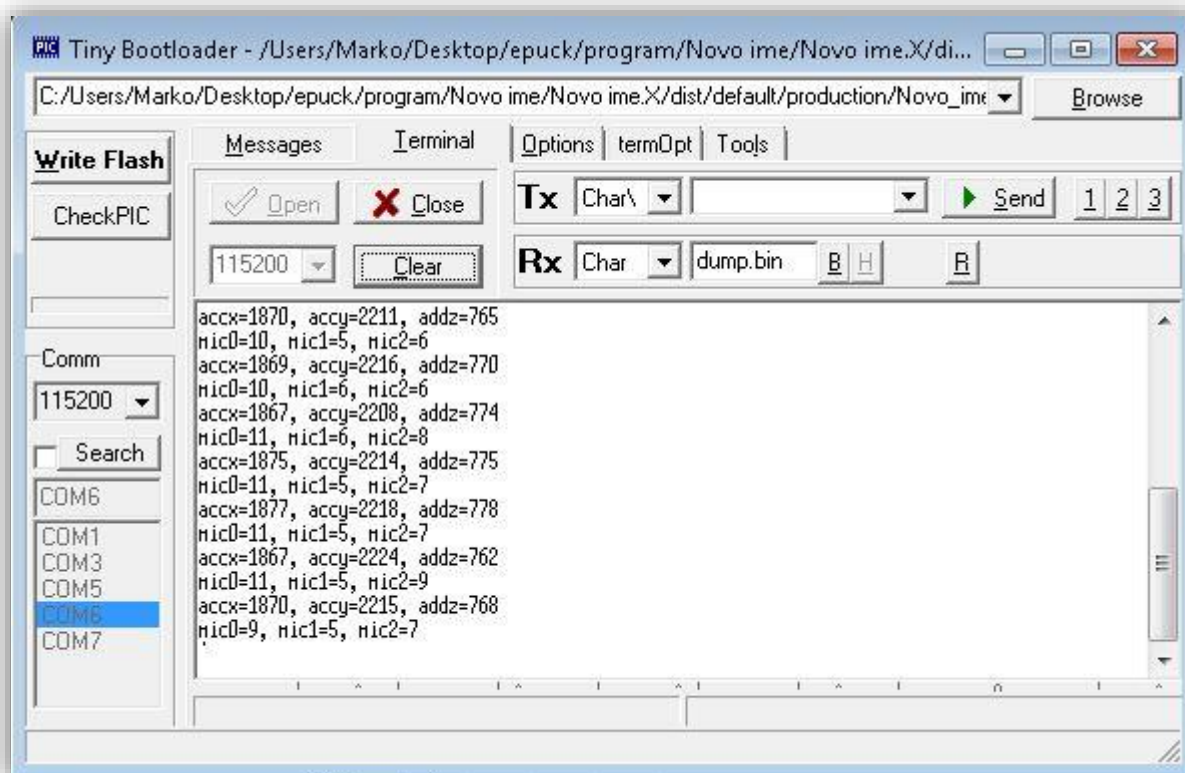 Tiny Bootloader - /Users/Marko/Desktop/epuck/program/Novo ime/Novo ime.X/di...
C:/Users/Marko/Desktop/epuck/program/Novo ime/Novo ime.X/dist/default/production/Novo_ime
Browse
Write Flash
CheckPIC
Messages
Terminal
Options
termOpt
Tools
Open
Close
115200
Clear
Tx
Char\
Send
1
2
3
Rx
Char
dump.bin
B
H
R
Comm
115200
Search
COM6
COM1
COM3
COM5
COM6
COM7
accx=1870, accy=2211, addz=765
mic0=10, mic1=5, mic2=6
accx=1869, accy=2216, addz=770
mic0=10, mic1=6, mic2=6
accx=1867, accy=2208, addz=774
mic0=11, mic1=6, mic2=8
accx=1875, accy=2214, addz=775
mic0=11, mic1=5, mic2=7
accx=1877, accy=2218, addz=778
mic0=11, mic1=5, mic2=7
accx=1867, accy=2224, addz=762
mic0=11, mic1=5, mic2=9
accx=1870, accy=2215, addz=768
mic0=9, mic1=5, mic2=7